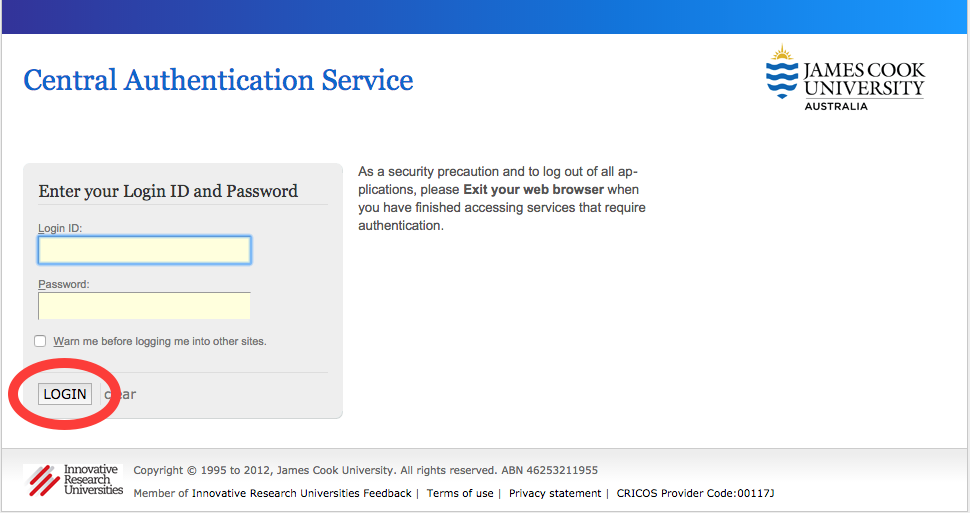 Central Authentication Service
JAMES COOK
UNIVERSITY
AUSTRALIA
Enter your Login ID and Password
Login ID:
Password:
Warn me before logging me into other sites.
LOGIN
As a security precaution and to log out of all ap-
plications, please Exit your web browser when
you have finished accessing services that require
authentication.
Innovative
Research
Universities
Copyright © 1995 to 2012, James Cook University. All rights reserved. ABN 46253211955
Member of Innovative Research Universities Feedback | Terms of use | Privacy statement | CRICOS Provider Code:00117J